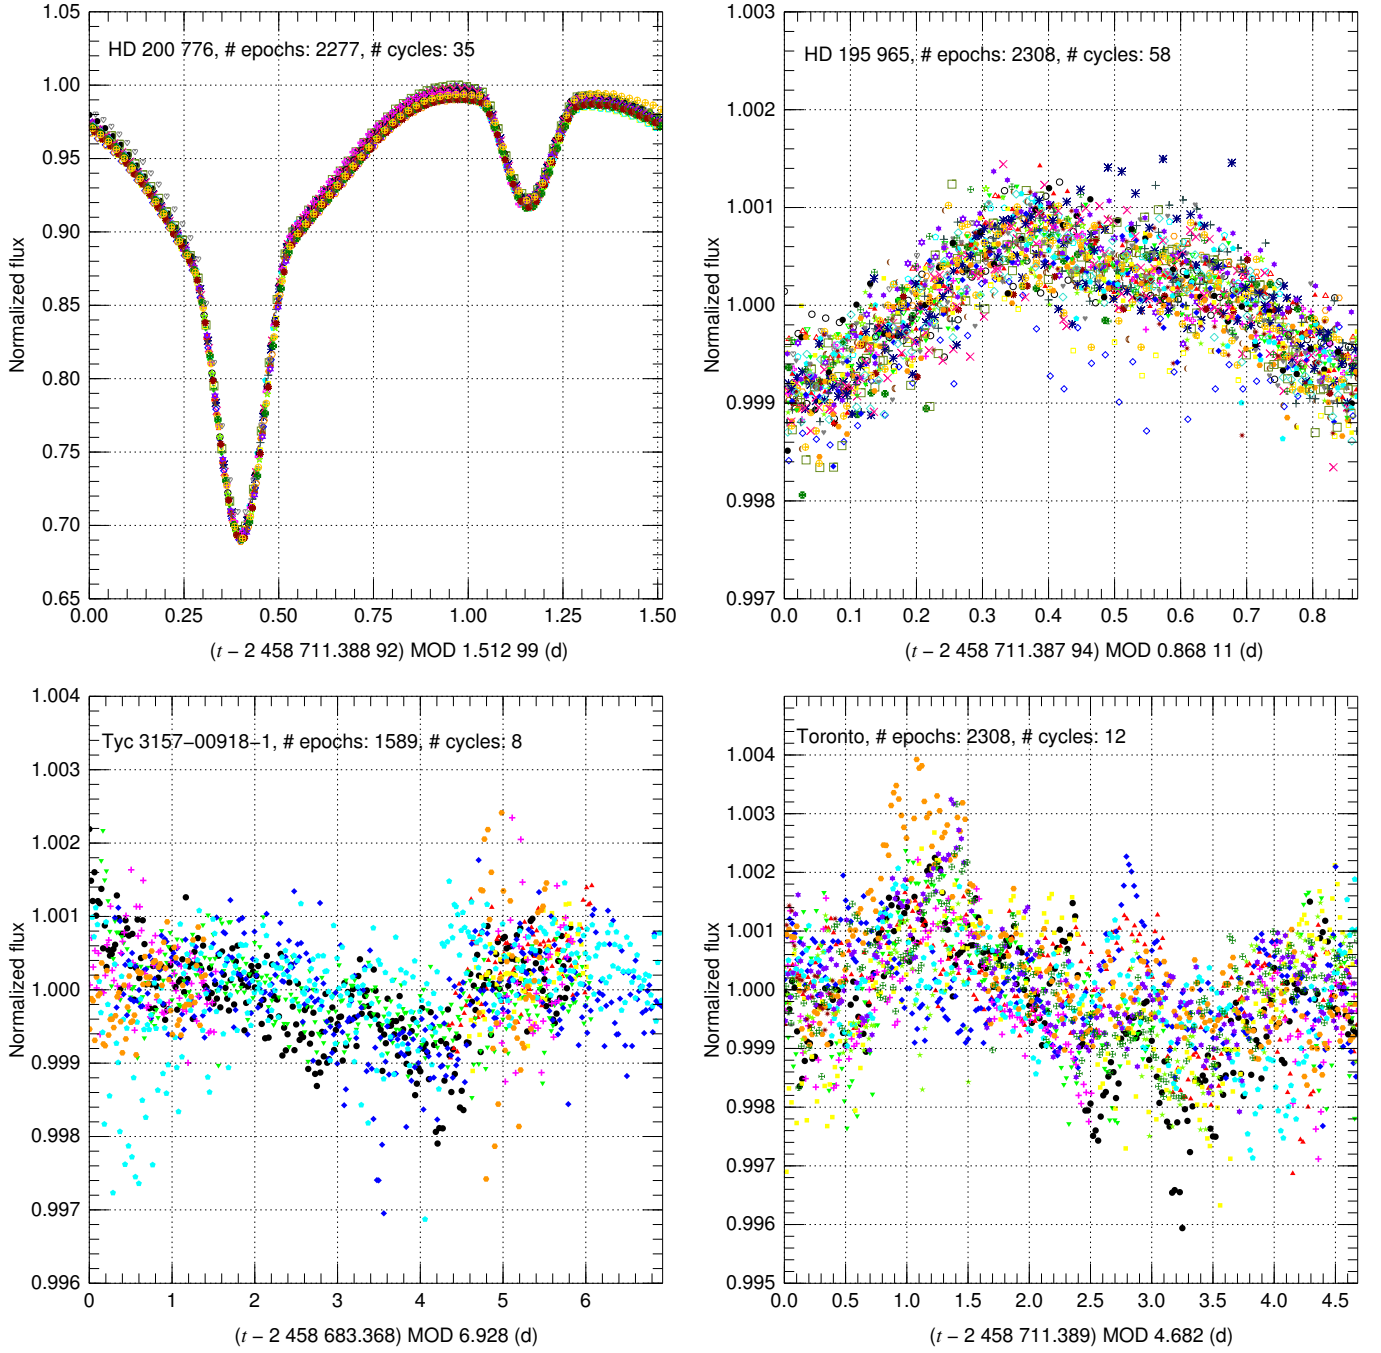 HD 200 776, # epochs: 2277, # cycles: 35
Normalized flux
1.05
1.00
0.95
0.90
0.85
0.80
0.75
0.70
0.65
0.00 0.25 0.50 0.75 1.00 1.25 1.50
(t − 2 458 711.388 92) MOD 1.512 99 (d)
HD 195 965, # epochs: 2308, # cycles: 58
Normalized flux
1.003
1.002
1.001
1.000
0.999
0.998
0.997
0.0 0.1 0.2 0.3 0.4 0.5 0.6 0.7 0.8
(t − 2 458 711.387 94) MOD 0.868 11 (d)
Tyc 3157−00918−1, # epochs: 1589, # cycles: 8
Normalized flux
1.004
1.003
1.002
1.001
1.000
0.999
0.998
0.997
0.996
0 1 2 3 4 5 6
(t − 2 458 683.368) MOD 6.928 (d)
Toronto, # epochs: 2308, # cycles: 12
Normalized flux
1.004
1.003
1.002
1.001
1.000
0.999
0.998
0.997
0.996
0.995
0.0 0.5 1.0 1.5 2.0 2.5 3.0 3.5 4.0 4.5
(t − 2 458 711.389) MOD 4.682 (d)